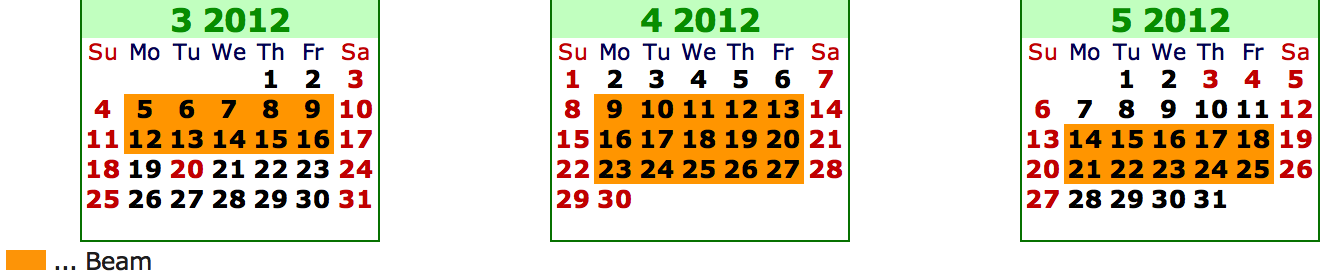 3 2012
Su Mo Tu We Th Fr Sa
1 2 3
4 5 6 7 8 9 10
11 12 13 14 15 16 17
18 19 20 21 22 23 24
25 26 27 28 29 30 31
4 2012
Su Mo Tu We Th Fr Sa
1 2 3 4 5 6 7
8 9 10 11 12 13 14
15 16 17 18 19 20 21
22 23 24 25 26 27 28
29 30
5 2012
Su Mo Tu We Th Fr Sa
1 2 3 4 5
6 7 8 9 10 11 12
13 14 15 16 17 18 19
20 21 22 23 24 25 26
27 28 29 30 31
... Beam